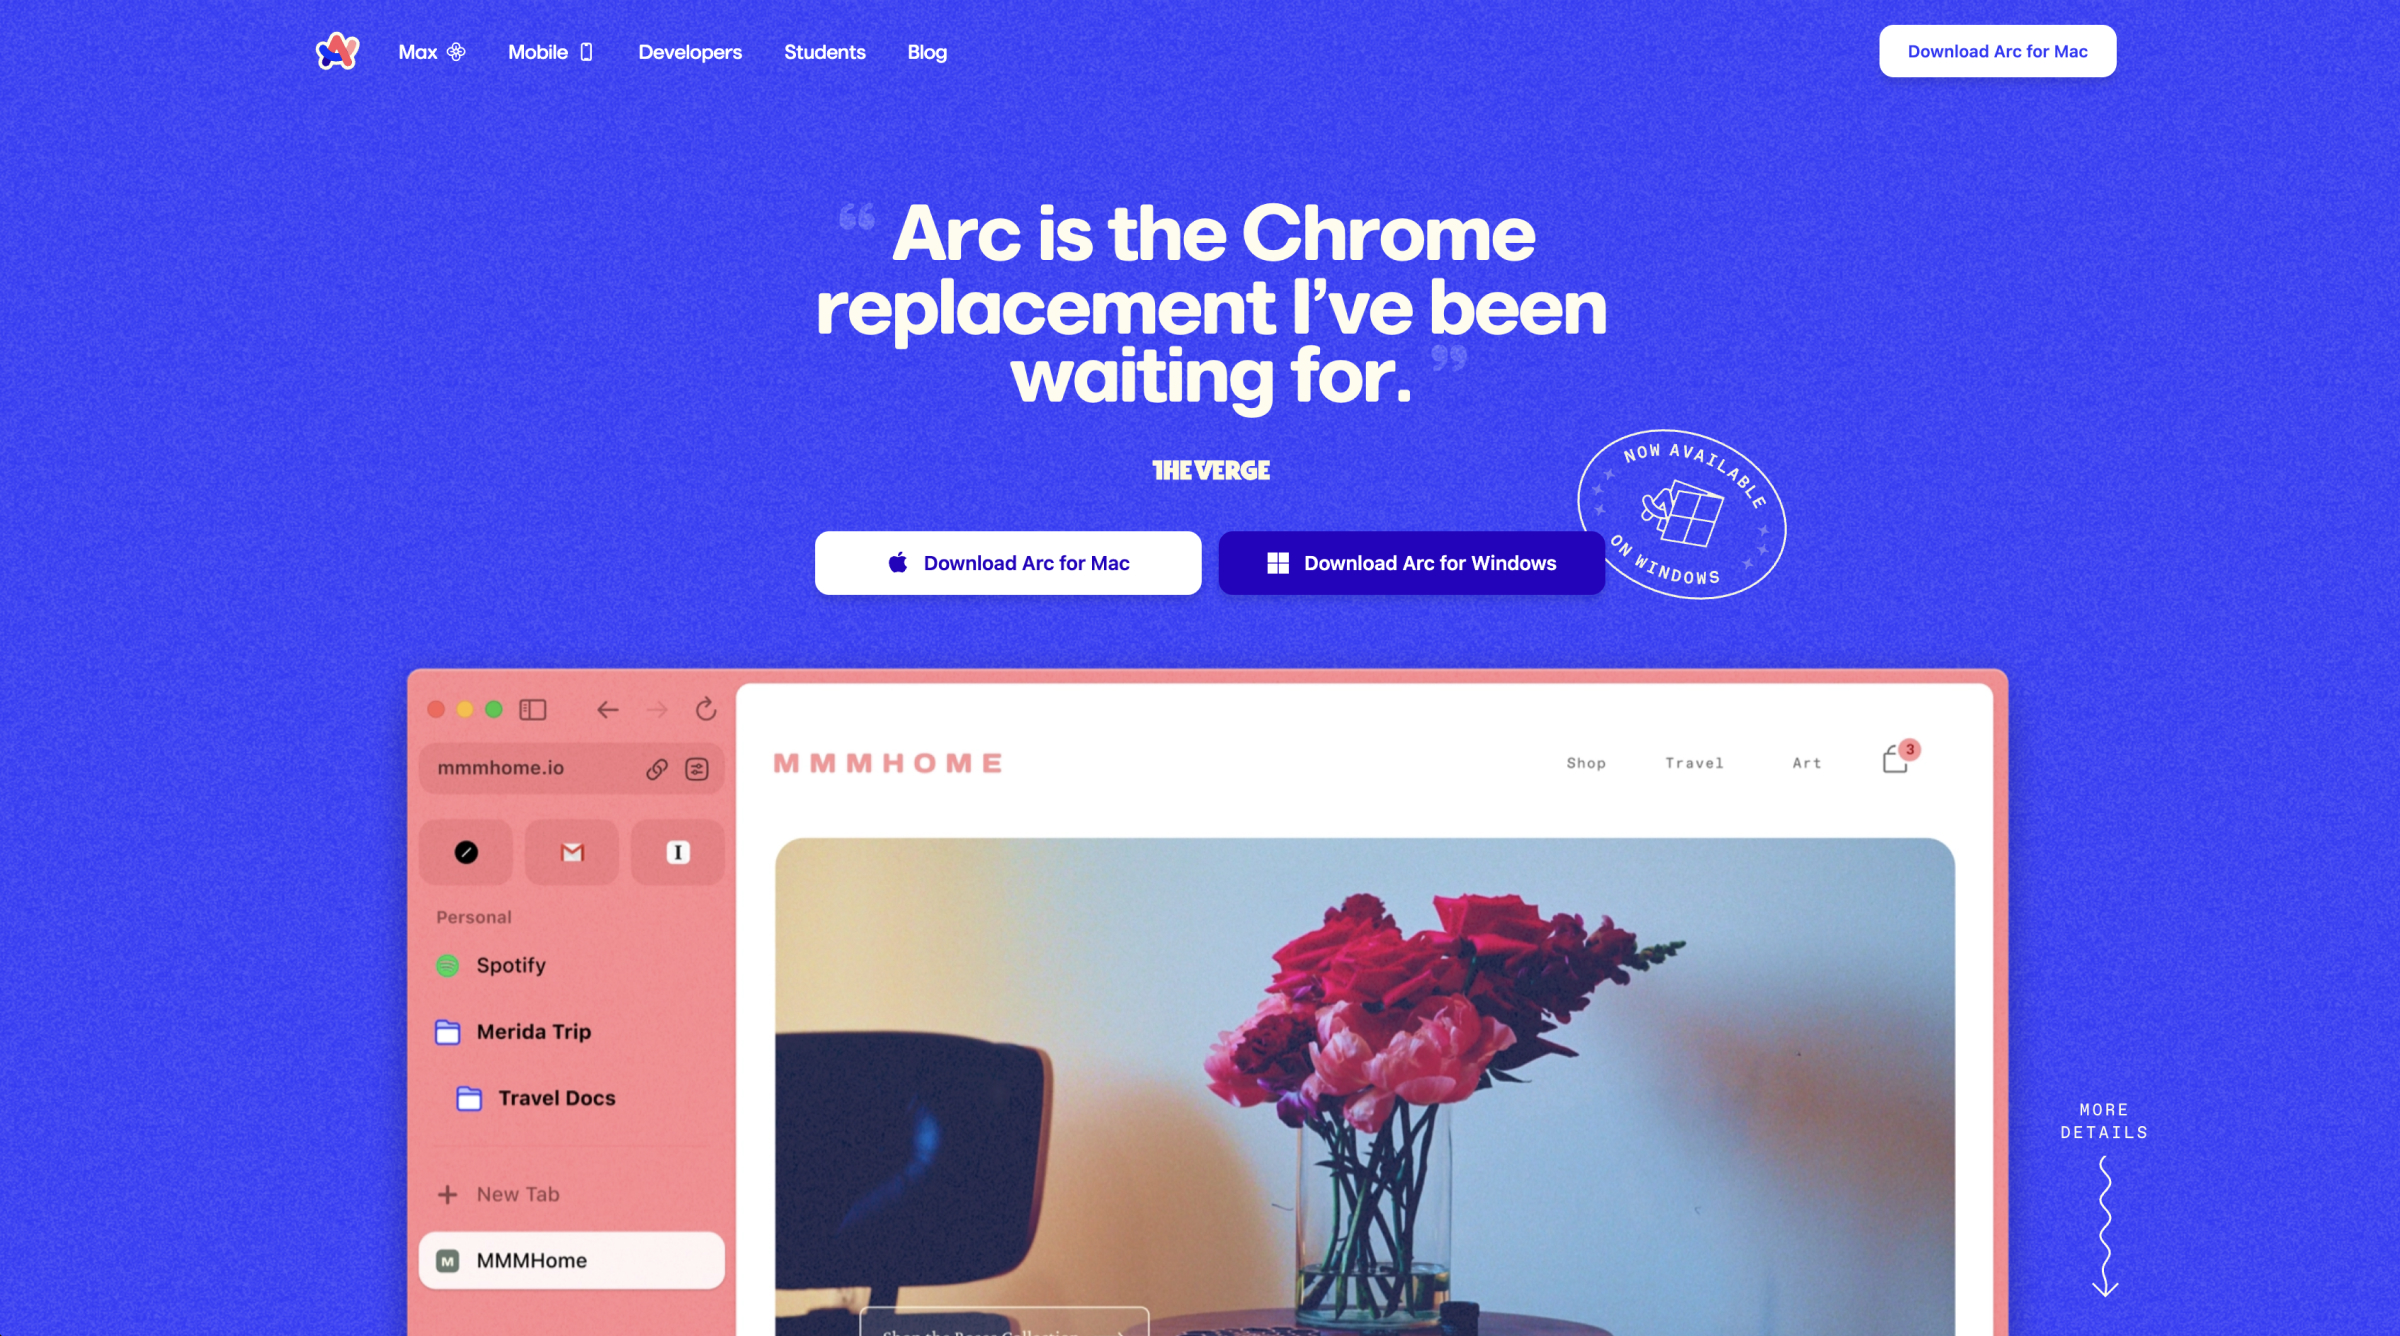 Max
Mobile
Developers
Students
Blog
Download Arc for Mac
“ Arc is the Chrome
replacement I’ve been
waiting for. ”
THE VERGE
NOW AVAILABLE
ON WINDOWS
Download Arc for Mac
Download Arc for Windows
mmmhome.io
I
Personal
Spotify
Merida Trip
Travel Docs
New Tab
M MMMHome
MMMHOME
Shop
Travel
Art
3
MORE
DETAILS